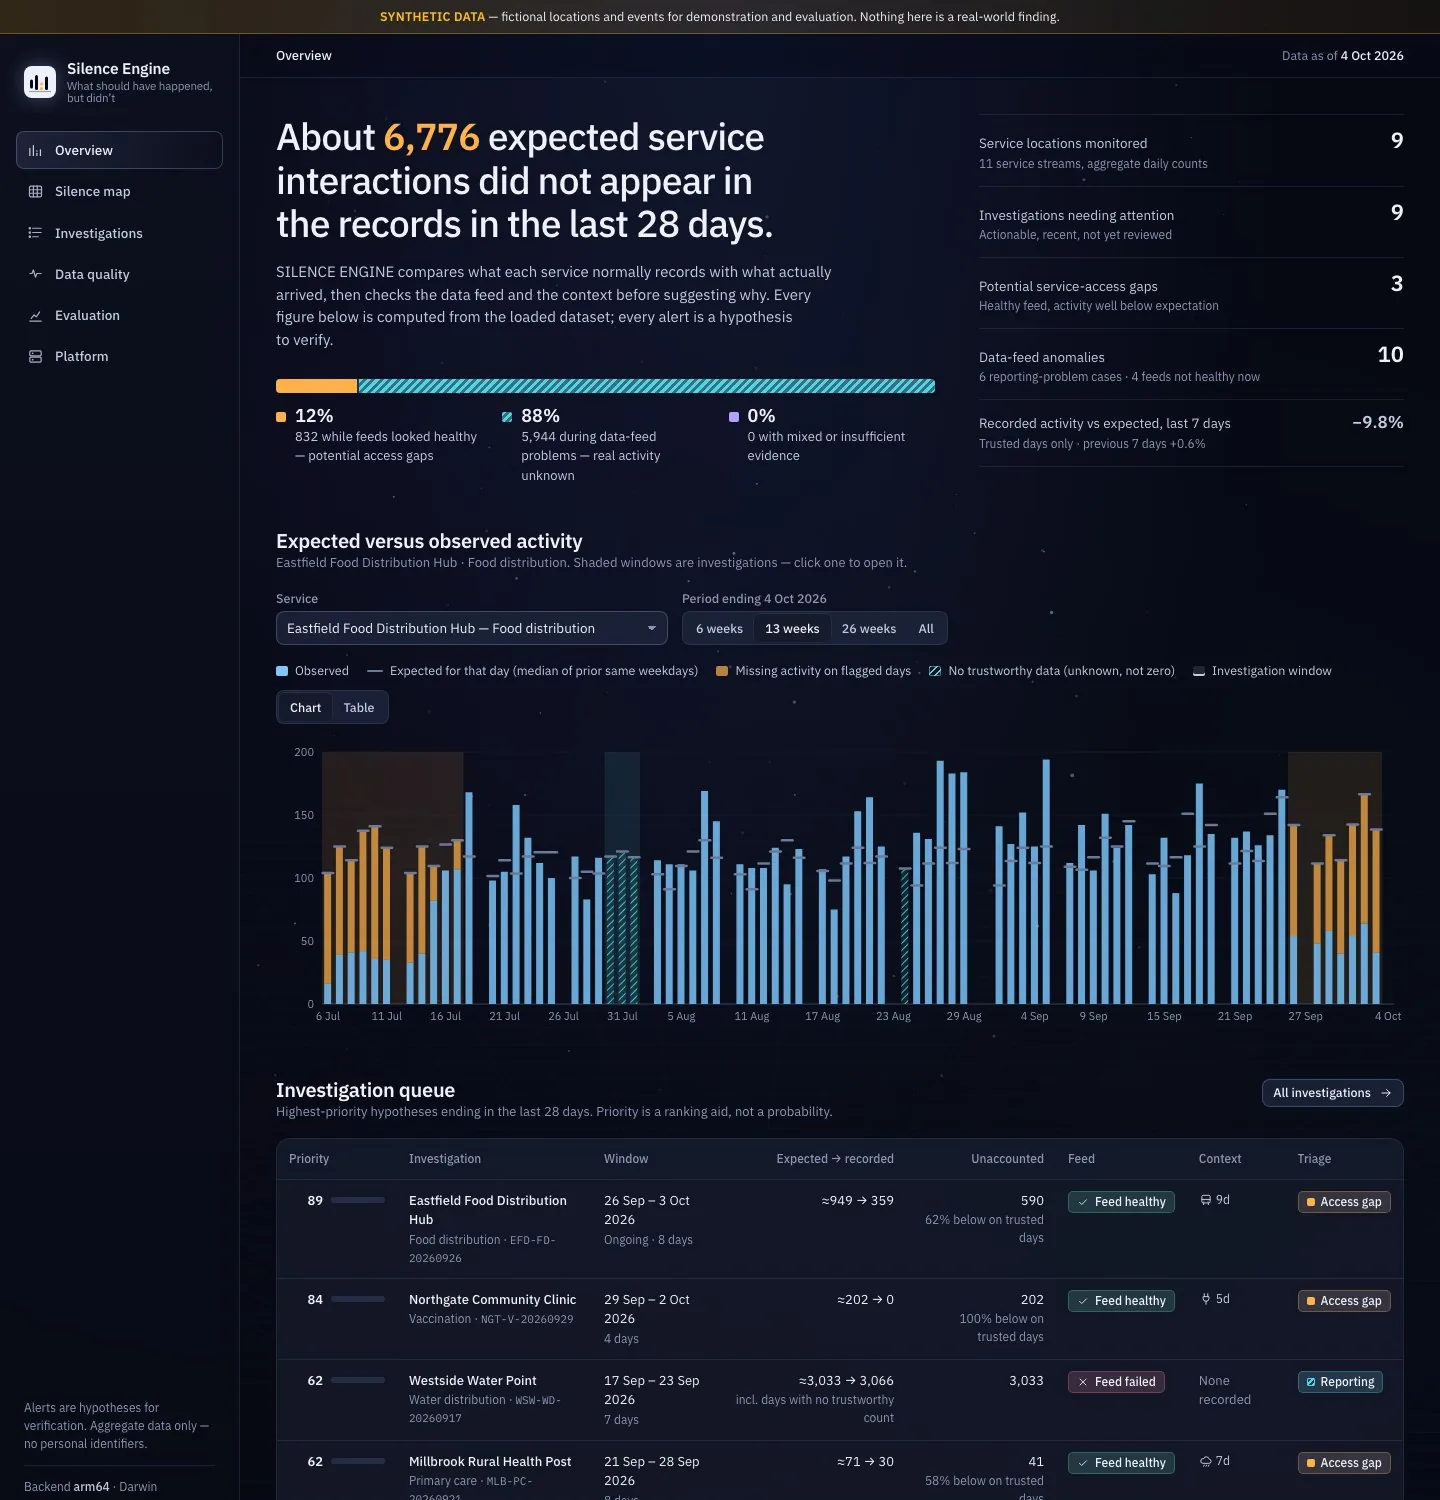 SYNTHETIC DATA — fictional locations and events for demonstration and evaluation. Nothing here is a real-world finding.
Silence Engine
What should have happened,
but didn't
Overview
Silence map
Investigations
Data quality
Evaluation
Platform
Alerts are hypotheses for
verification. Aggregate data only —
no personal identifiers.
Backend arm64 · Darwin
Overview
Data as of 4 Oct 2026
About 6,776 expected service
interactions did not appear in
the records in the last 28 days.
SILENCE ENGINE compares what each service normally records with what actually
arrived, then checks the data feed and the context before suggesting why. Every
figure below is computed from the loaded dataset; every alert is a hypothesis
to verify.
12%
832 while feeds looked healthy
— potential access gaps
88%
5,944 during data-feed
problems — real activity
unknown
0%
0 with mixed or insufficient
evidence
Service locations monitored 9
11 service streams, aggregate daily counts
Investigations needing attention 9
Actionable, recent, not yet reviewed
Potential service-access gaps 3
Healthy feed, activity well below expectation
Data-feed anomalies 10
6 reporting-problem cases · 4 feeds not healthy now
Recorded activity vs expected, last 7 days −9.8%
Trusted days only · previous 7 days +0.6%
Expected versus observed activity
Eastfield Food Distribution Hub · Food distribution. Shaded windows are investigations — click one to open it.
Service
Eastfield Food Distribution Hub — Food distribution
Period ending 4 Oct 2026
6 weeks 13 weeks 26 weeks All
Observed Expected for that day (median of prior same weekdays) Missing activity on flagged days No trustworthy data (unknown, not zero) Investigation window
Chart Table
200
150
100
50
0
6 Jul 11 Jul 16 Jul 21 Jul 26 Jul 31 Jul 5 Aug 11 Aug 17 Aug 23 Aug 29 Aug 4 Sep 9 Sep 15 Sep 21 Sep 27 Sep 4 Oct
Investigation queue
Highest-priority hypotheses ending in the last 28 days. Priority is a ranking aid, not a probability.
All investigations →
Priority Investigation Window Expected → recorded Unaccounted Feed Context Triage
89
Eastfield Food Distribution
Hub
Food distribution · EFD-FD-
20260926
26 Sep – 3 Oct
2026
Ongoing · 8 days
≈949 → 359
590
62% below on trusted
days
Feed healthy
9d
Access gap
84
Northgate Community Clinic
Vaccination · NGT-V-20260929
29 Sep – 2 Oct
2026
4 days
≈202 → 0
202
100% below on
trusted days
Feed healthy
5d
Access gap
62
Westside Water Point
Water distribution · WSW-WD-
20260917
17 Sep – 23 Sep
2026
7 days
≈3,033 → 3,066
incl. days with no trustworthy
count
3,033
Feed failed
None
recorded
Reporting
62
Millbrook Rural Health Post
Primary care · MLB-PC-
20260921
21 Sep – 28 Sep
2026
8 days
≈71 → 30
41
58% below on trusted
days
Feed healthy
7d
Access gap